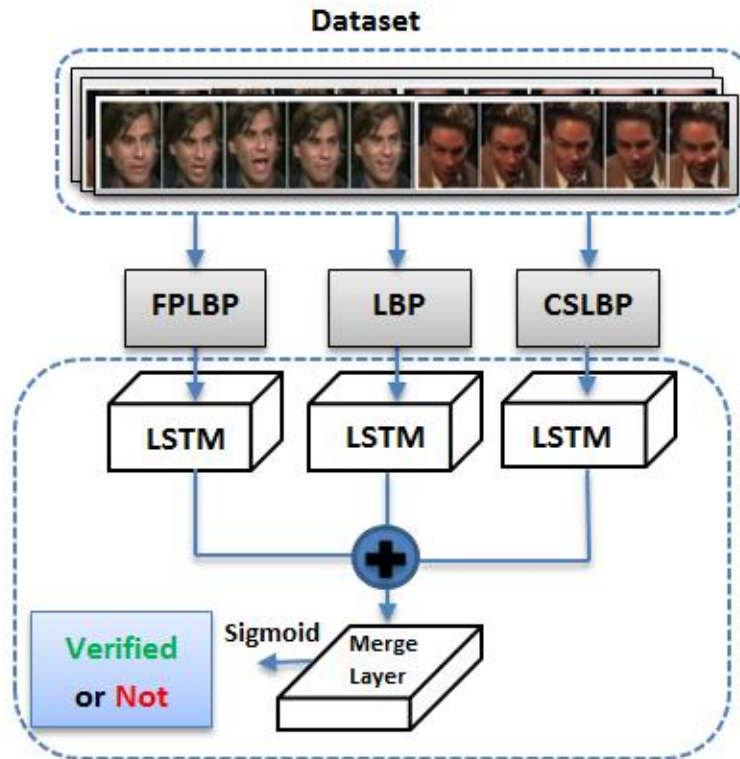 Dataset
FPLBP LBP CSLBP
LSTM LSTM LSTM
Sigmoid
Merge
Layer
Verified
or Not